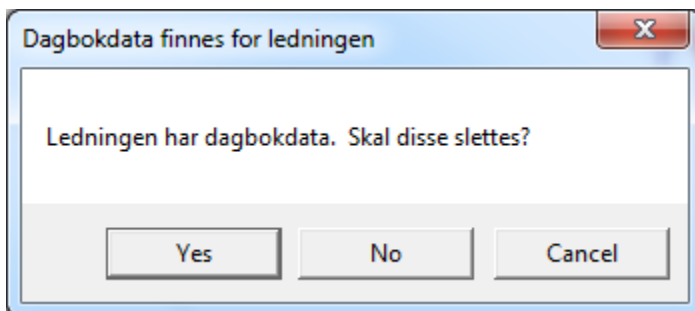 Dagbokdata finnes for ledningen
Ledningen har dagbokdata.  Skal disse slettes?
Yes No Cancel